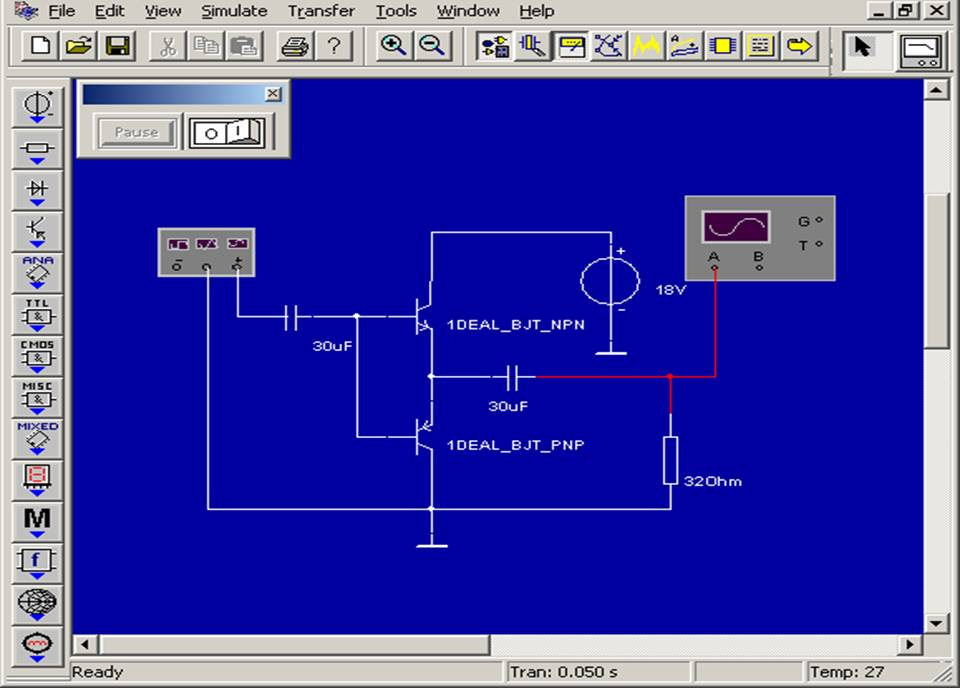 File Edit View Simulate Transfer Tools Window Help
?
Pause
ANA
TTL
&
CMOS
&
MISC
&
MIXED
M
f
G
T
A B
+
18V
-
1DEAL_BJT_NPN
30uF
30uF
1DEAL_BJT_PNP
32Ohm
Ready Tran: 0.050 s Temp: 27